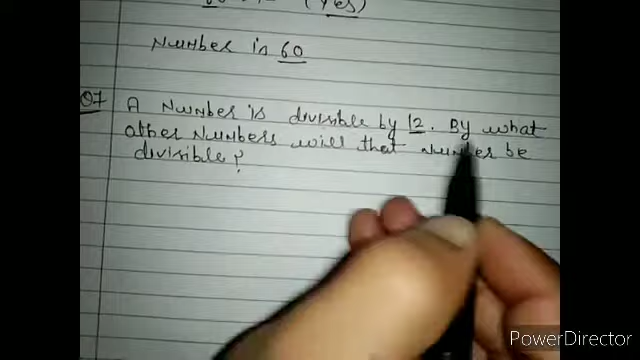 (Yes)
Number is 60
Q7 A Number is divisible by 12. By what
other Numbers will that number be
divisible?
PowerDirector